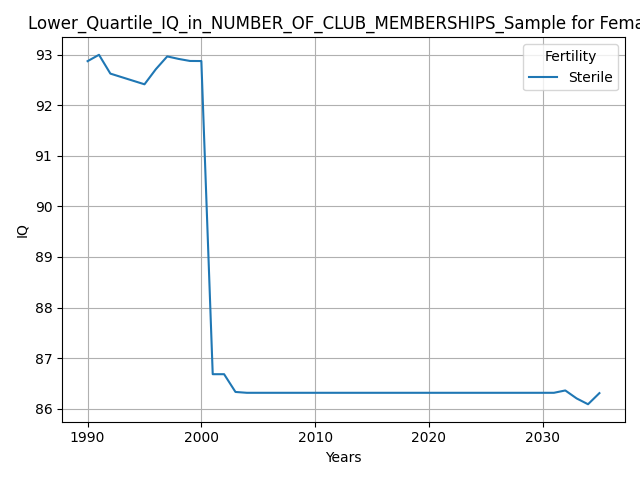 Lower_Quartile_IQ_in_NUMBER_OF_CLUB_MEMBERSHIPS_Sample for Fema
93
92
91
90
89
88
87
86
IQ
Fertility
Sterile
1990 2000 2010 2020 2030
Years